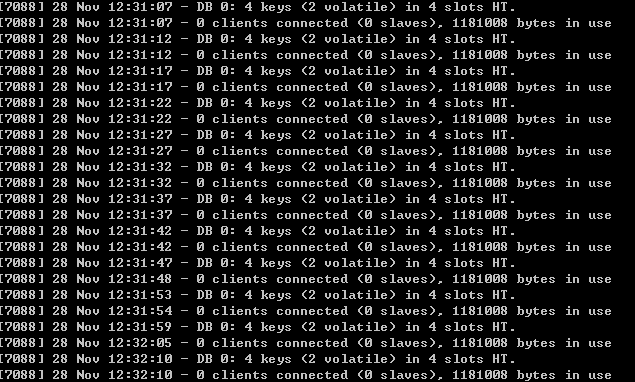 [7088] 28 Nov 12:31:07 - DB 0: 4 keys (2 volatile) in 4 slots HT.
[7088] 28 Nov 12:31:07 - 0 clients connected (0 slaves), 1181008 bytes in use
[7088] 28 Nov 12:31:12 - DB 0: 4 keys (2 volatile) in 4 slots HT.
[7088] 28 Nov 12:31:12 - 0 clients connected (0 slaves), 1181008 bytes in use
[7088] 28 Nov 12:31:17 - DB 0: 4 keys (2 volatile) in 4 slots HT.
[7088] 28 Nov 12:31:17 - 0 clients connected (0 slaves), 1181008 bytes in use
[7088] 28 Nov 12:31:22 - DB 0: 4 keys (2 volatile) in 4 slots HT.
[7088] 28 Nov 12:31:22 - 0 clients connected (0 slaves), 1181008 bytes in use
[7088] 28 Nov 12:31:27 - DB 0: 4 keys (2 volatile) in 4 slots HT.
[7088] 28 Nov 12:31:27 - 0 clients connected (0 slaves), 1181008 bytes in use
[7088] 28 Nov 12:31:32 - DB 0: 4 keys (2 volatile) in 4 slots HT.
[7088] 28 Nov 12:31:32 - 0 clients connected (0 slaves), 1181008 bytes in use
[7088] 28 Nov 12:31:37 - DB 0: 4 keys (2 volatile) in 4 slots HT.
[7088] 28 Nov 12:31:37 - 0 clients connected (0 slaves), 1181008 bytes in use
[7088] 28 Nov 12:31:42 - DB 0: 4 keys (2 volatile) in 4 slots HT.
[7088] 28 Nov 12:31:42 - 0 clients connected (0 slaves), 1181008 bytes in use
[7088] 28 Nov 12:31:47 - DB 0: 4 keys (2 volatile) in 4 slots HT.
[7088] 28 Nov 12:31:48 - 0 clients connected (0 slaves), 1181008 bytes in use
[7088] 28 Nov 12:31:53 - DB 0: 4 keys (2 volatile) in 4 slots HT.
[7088] 28 Nov 12:31:54 - 0 clients connected (0 slaves), 1181008 bytes in use
[7088] 28 Nov 12:31:59 - DB 0: 4 keys (2 volatile) in 4 slots HT.
[7088] 28 Nov 12:32:05 - 0 clients connected (0 slaves), 1181008 bytes in use
[7088] 28 Nov 12:32:10 - DB 0: 4 keys (2 volatile) in 4 slots HT.
[7088] 28 Nov 12:32:10 - 0 clients connected (0 slaves), 1181008 bytes in use